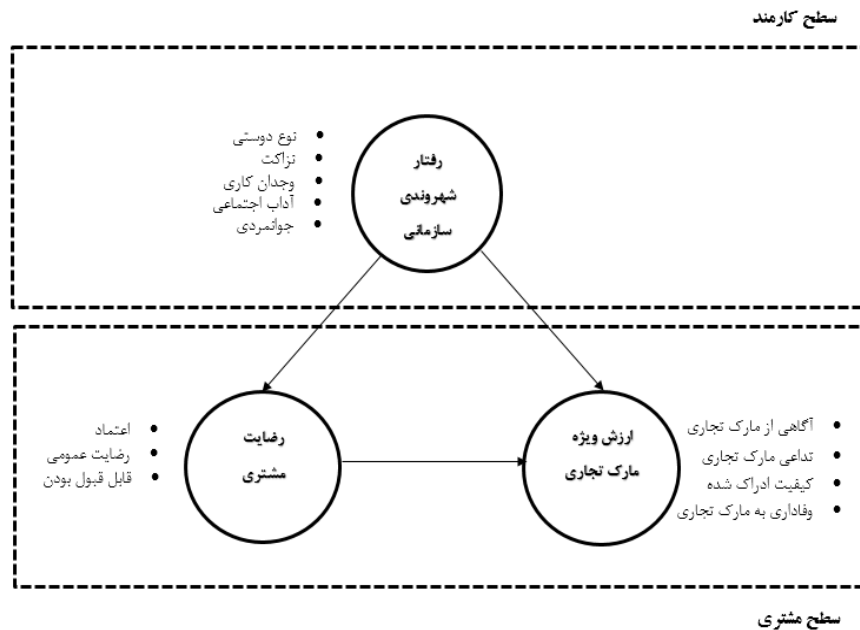 سطح کارمند
رفتار
شهروندی
سازمانی
• نوع دوستی
• نزاکت
• وجدان کاری
• آداب اجتماعی
• جوانمردی
ارزش ویژه
مارک تجاری
• آگاهی از مارک تجاری
• تداعی مارک تجاری
• کیفیت ادراک شده
• وفاداری به مارک تجاری
رضایت
مشتری
• اعتماد
• رضایت عمومی
• قابل قبول بودن
سطح مشتری